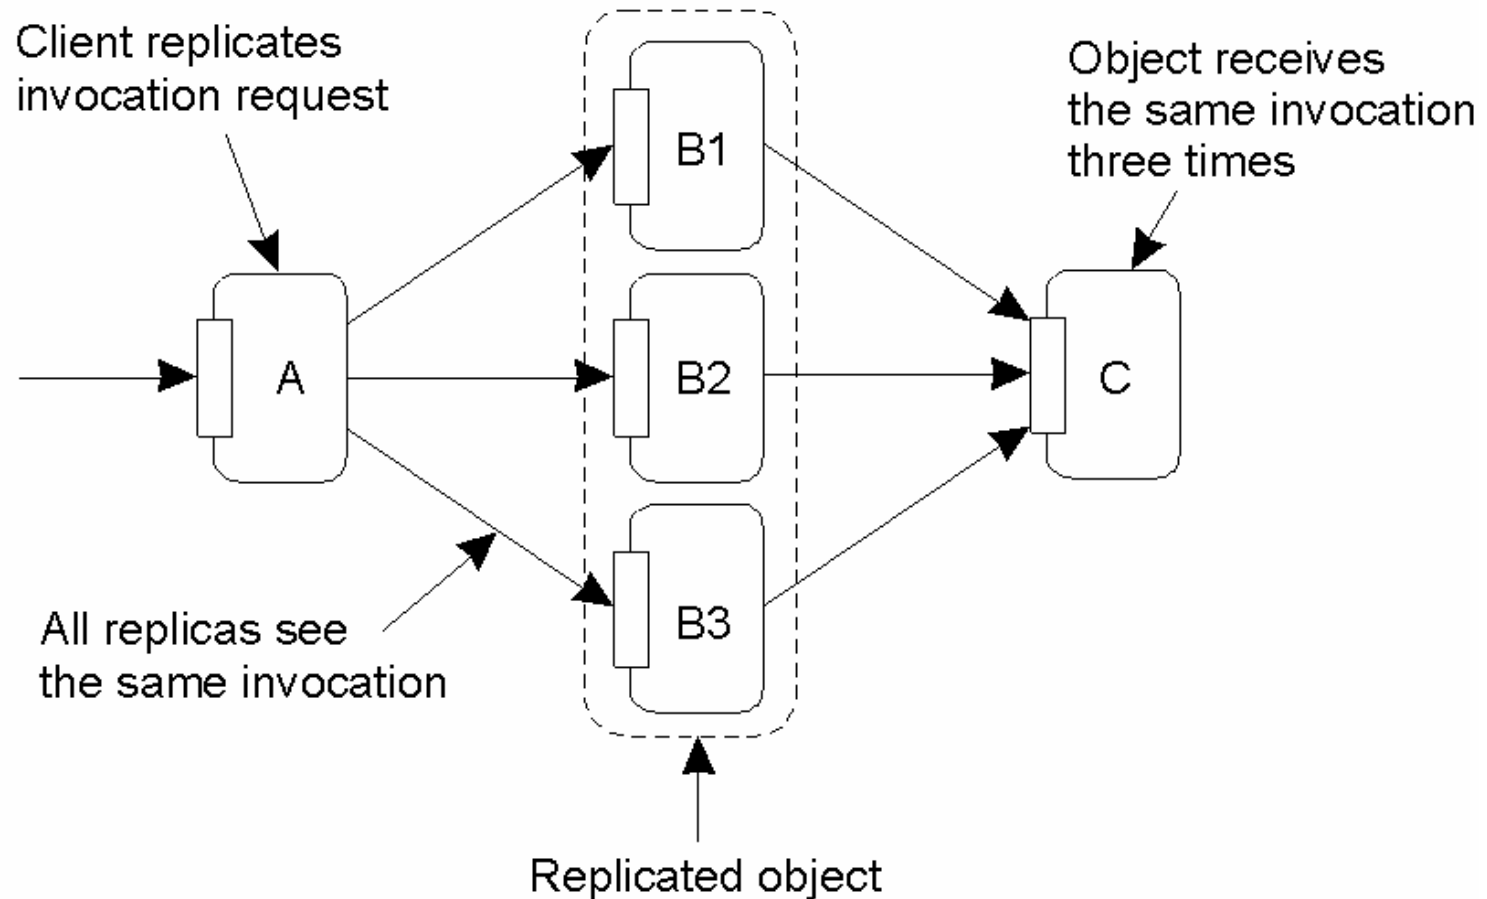 Client replicates
invocation request
Object receives
the same invocation
three times
B1
A
B2
C
B3
All replicas see
the same invocation
Replicated object